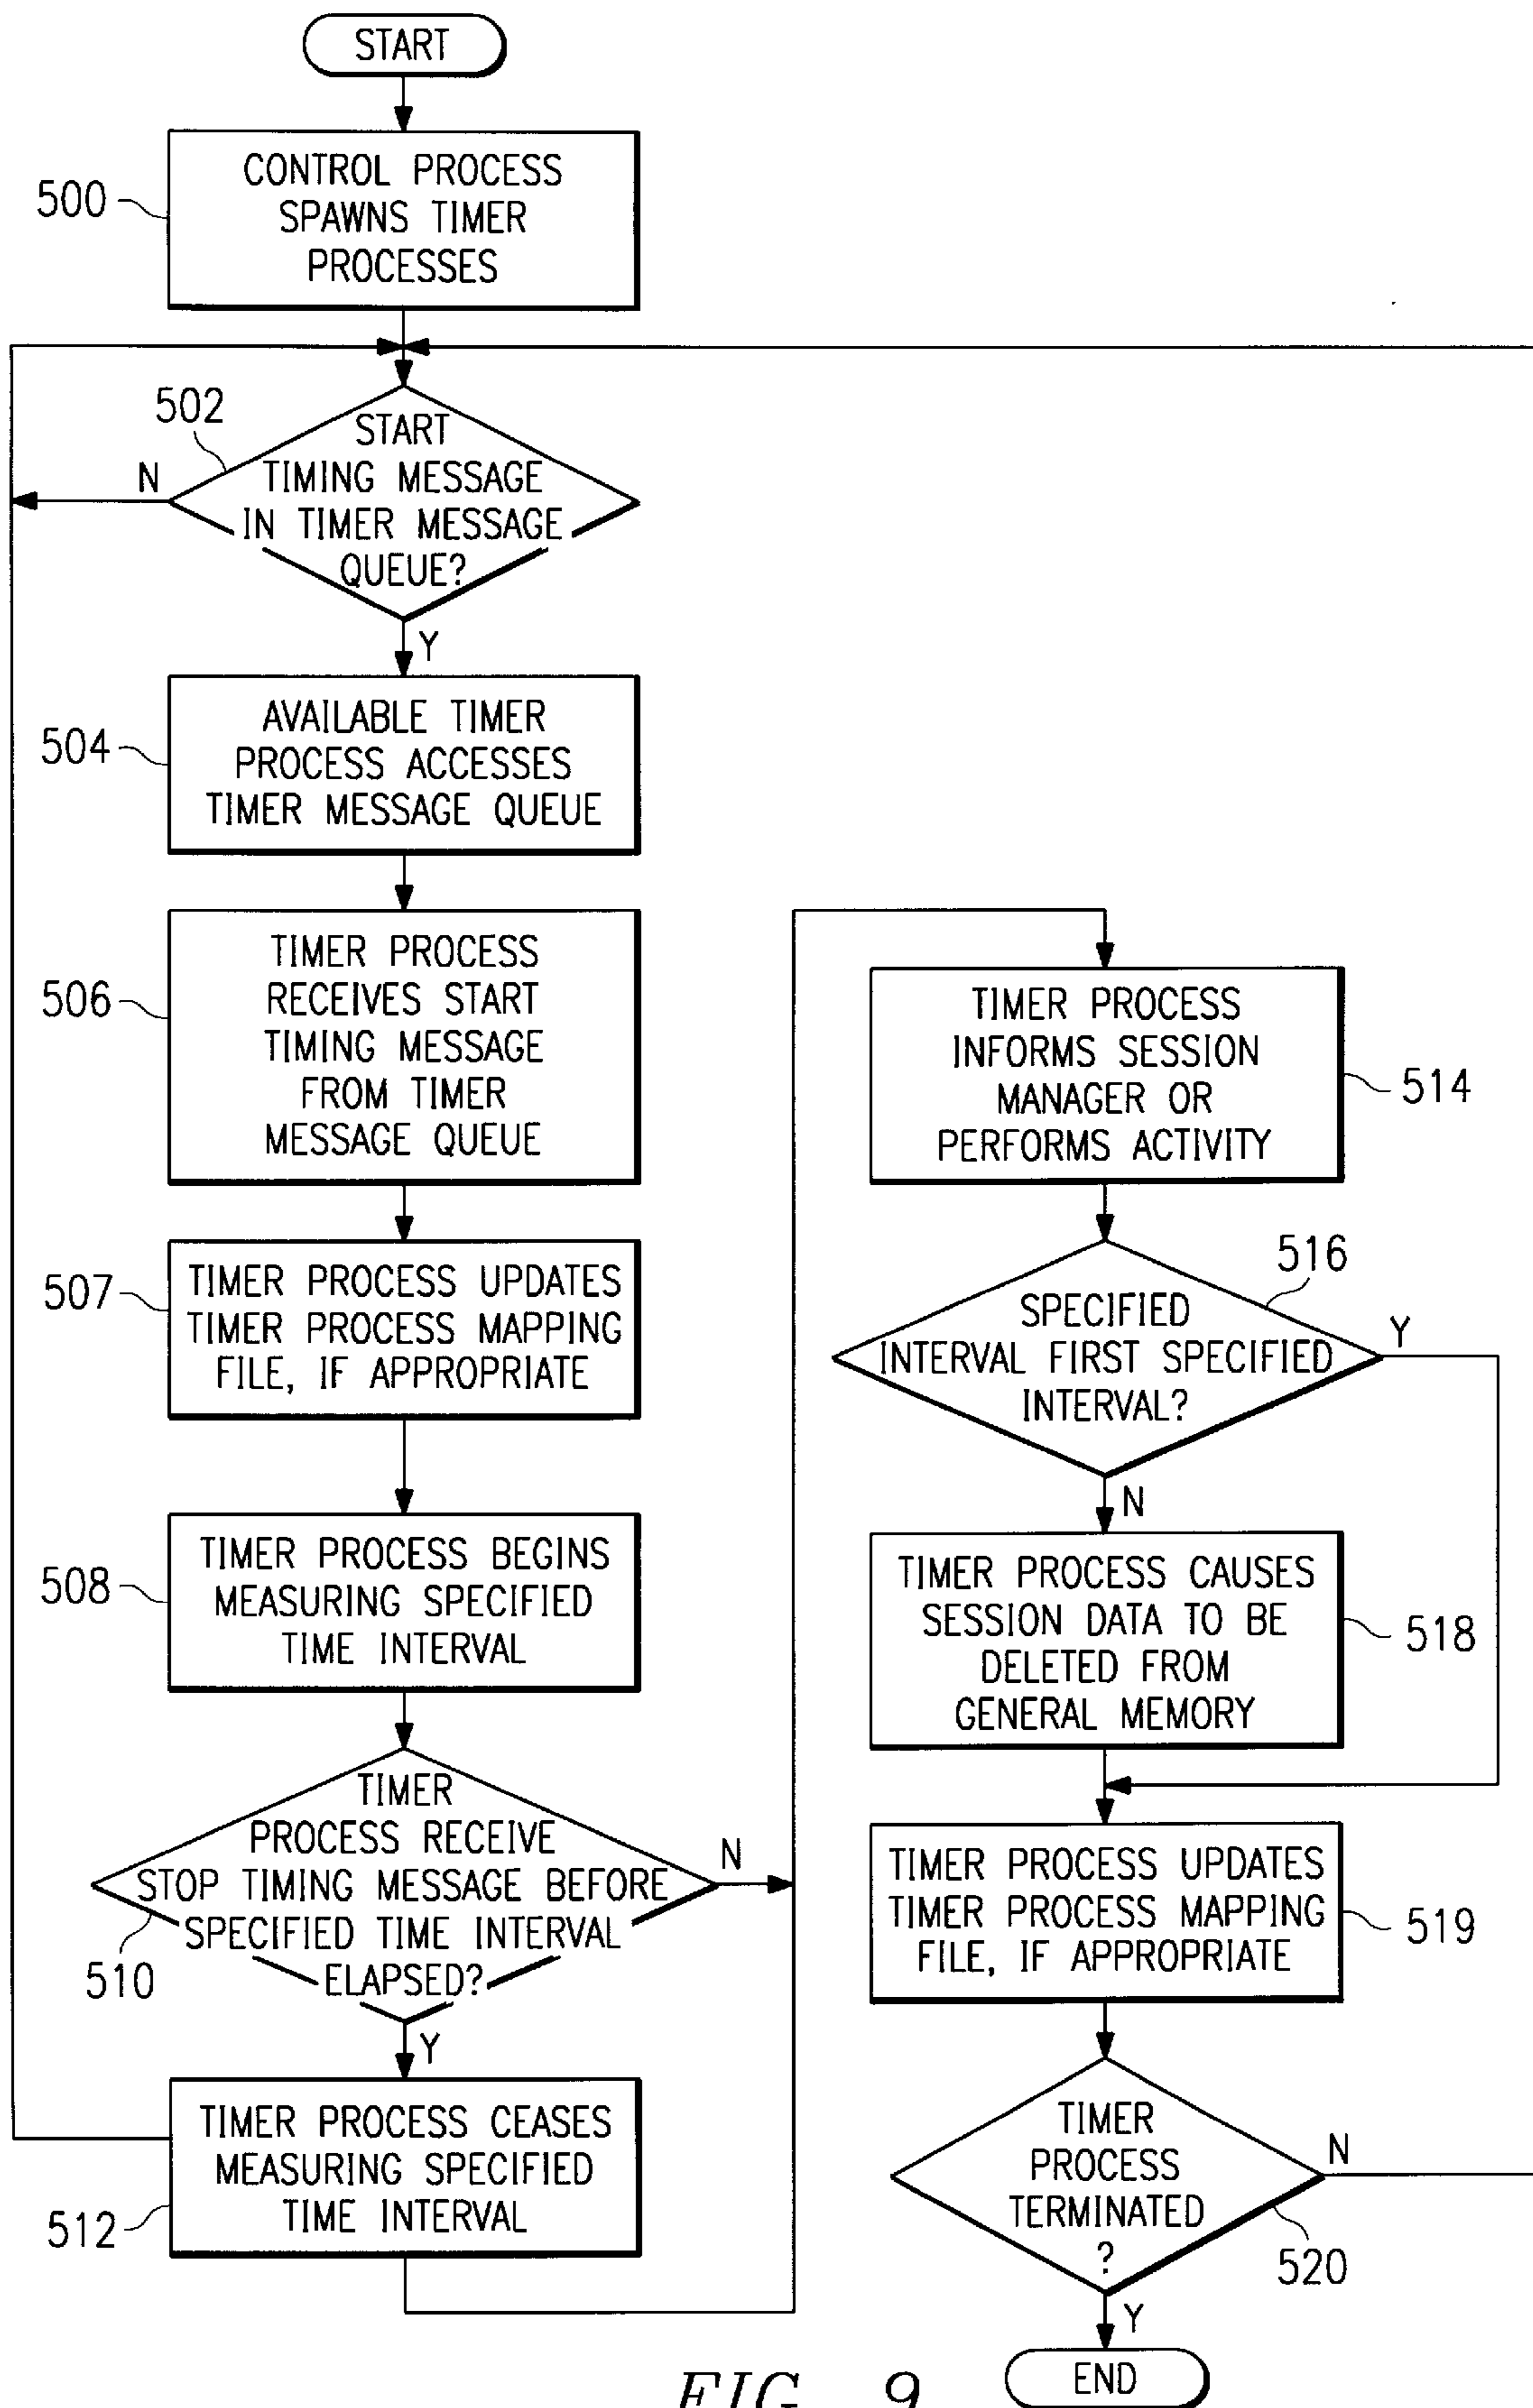 START
500
CONTROL PROCESS
SPAWNS TIMER
PROCESSES
502
START
TIMING MESSAGE
IN TIMER MESSAGE
QUEUE?
N
Y
504
AVAILABLE TIMER
PROCESS ACCESSES
TIMER MESSAGE QUEUE
506
TIMER PROCESS
RECEIVES START
TIMING MESSAGE
FROM TIMER
MESSAGE QUEUE
507
TIMER PROCESS UPDATES
TIMER PROCESS MAPPING
FILE, IF APPROPRIATE
508
TIMER PROCESS BEGINS
MEASURING SPECIFIED
TIME INTERVAL
TIMER
PROCESS RECEIVE
STOP TIMING MESSAGE BEFORE
SPECIFIED TIME INTERVAL
ELAPSED?
N
510
Y
TIMER PROCESS CEASES
MEASURING SPECIFIED
TIME INTERVAL
512
TIMER PROCESS
INFORMS SESSION
MANAGER OR
PERFORMS ACTIVITY
514
516
SPECIFIED
INTERVAL FIRST SPECIFIED
INTERVAL?
Y
N
TIMER PROCESS CAUSES
SESSION DATA TO BE
DELETED FROM
GENERAL MEMORY
518
TIMER PROCESS UPDATES
TIMER PROCESS MAPPING
FILE, IF APPROPRIATE
519
TIMER
PROCESS
TERMINATED
?
N
520
Y
END
FIG. 9